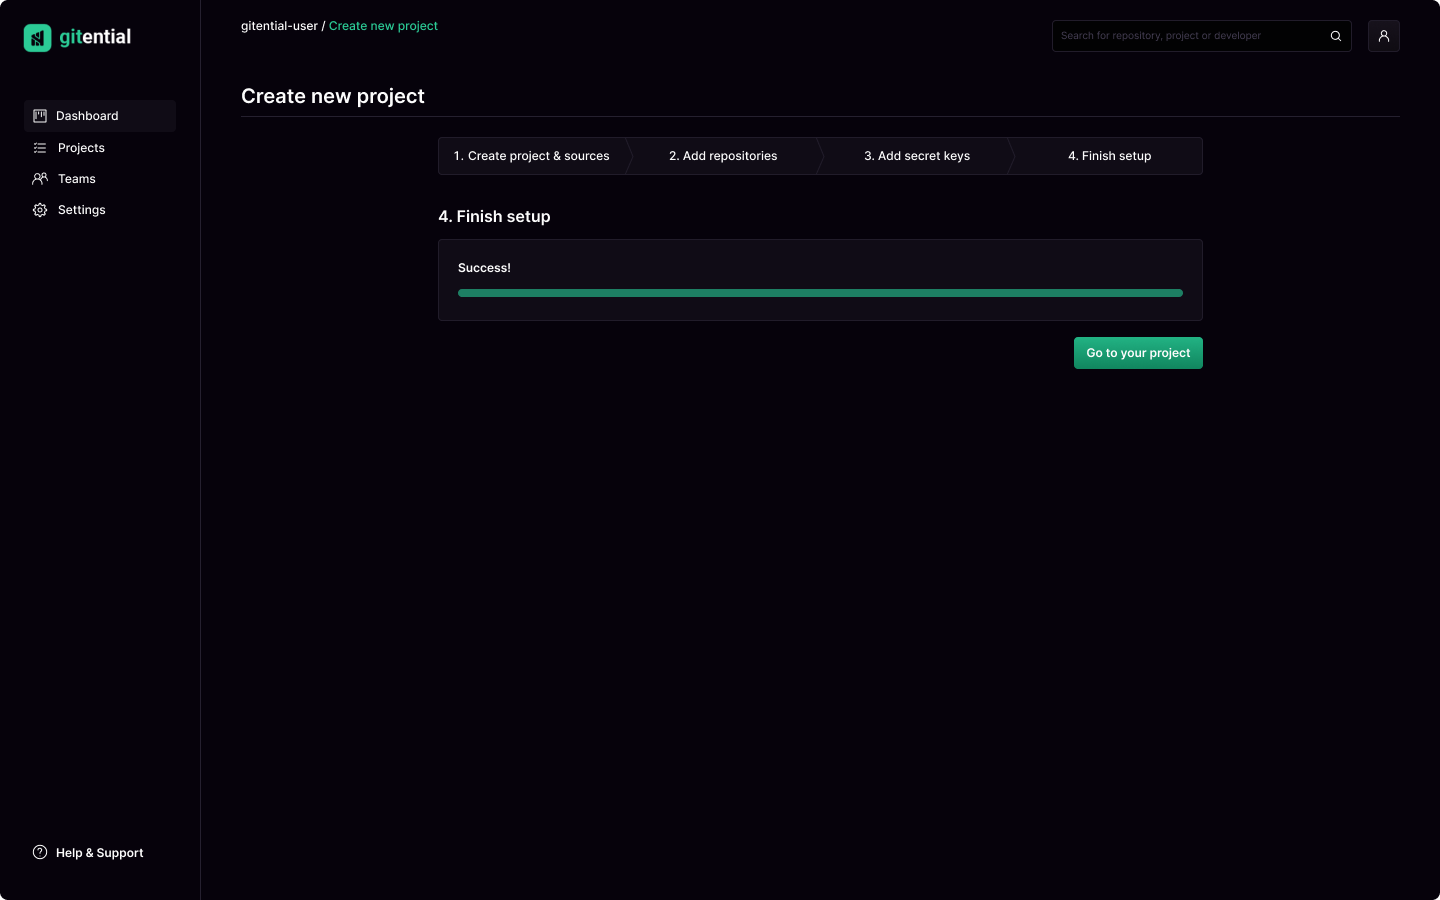 gitential
gitential-user / Create new project
Search for repository, project or developer
Dashboard
Projects
Teams
Settings
Create new project
1. Create project & sources
2. Add repositories
3. Add secret keys
4. Finish setup
4. Finish setup
Success!
Go to your project
Help & Support